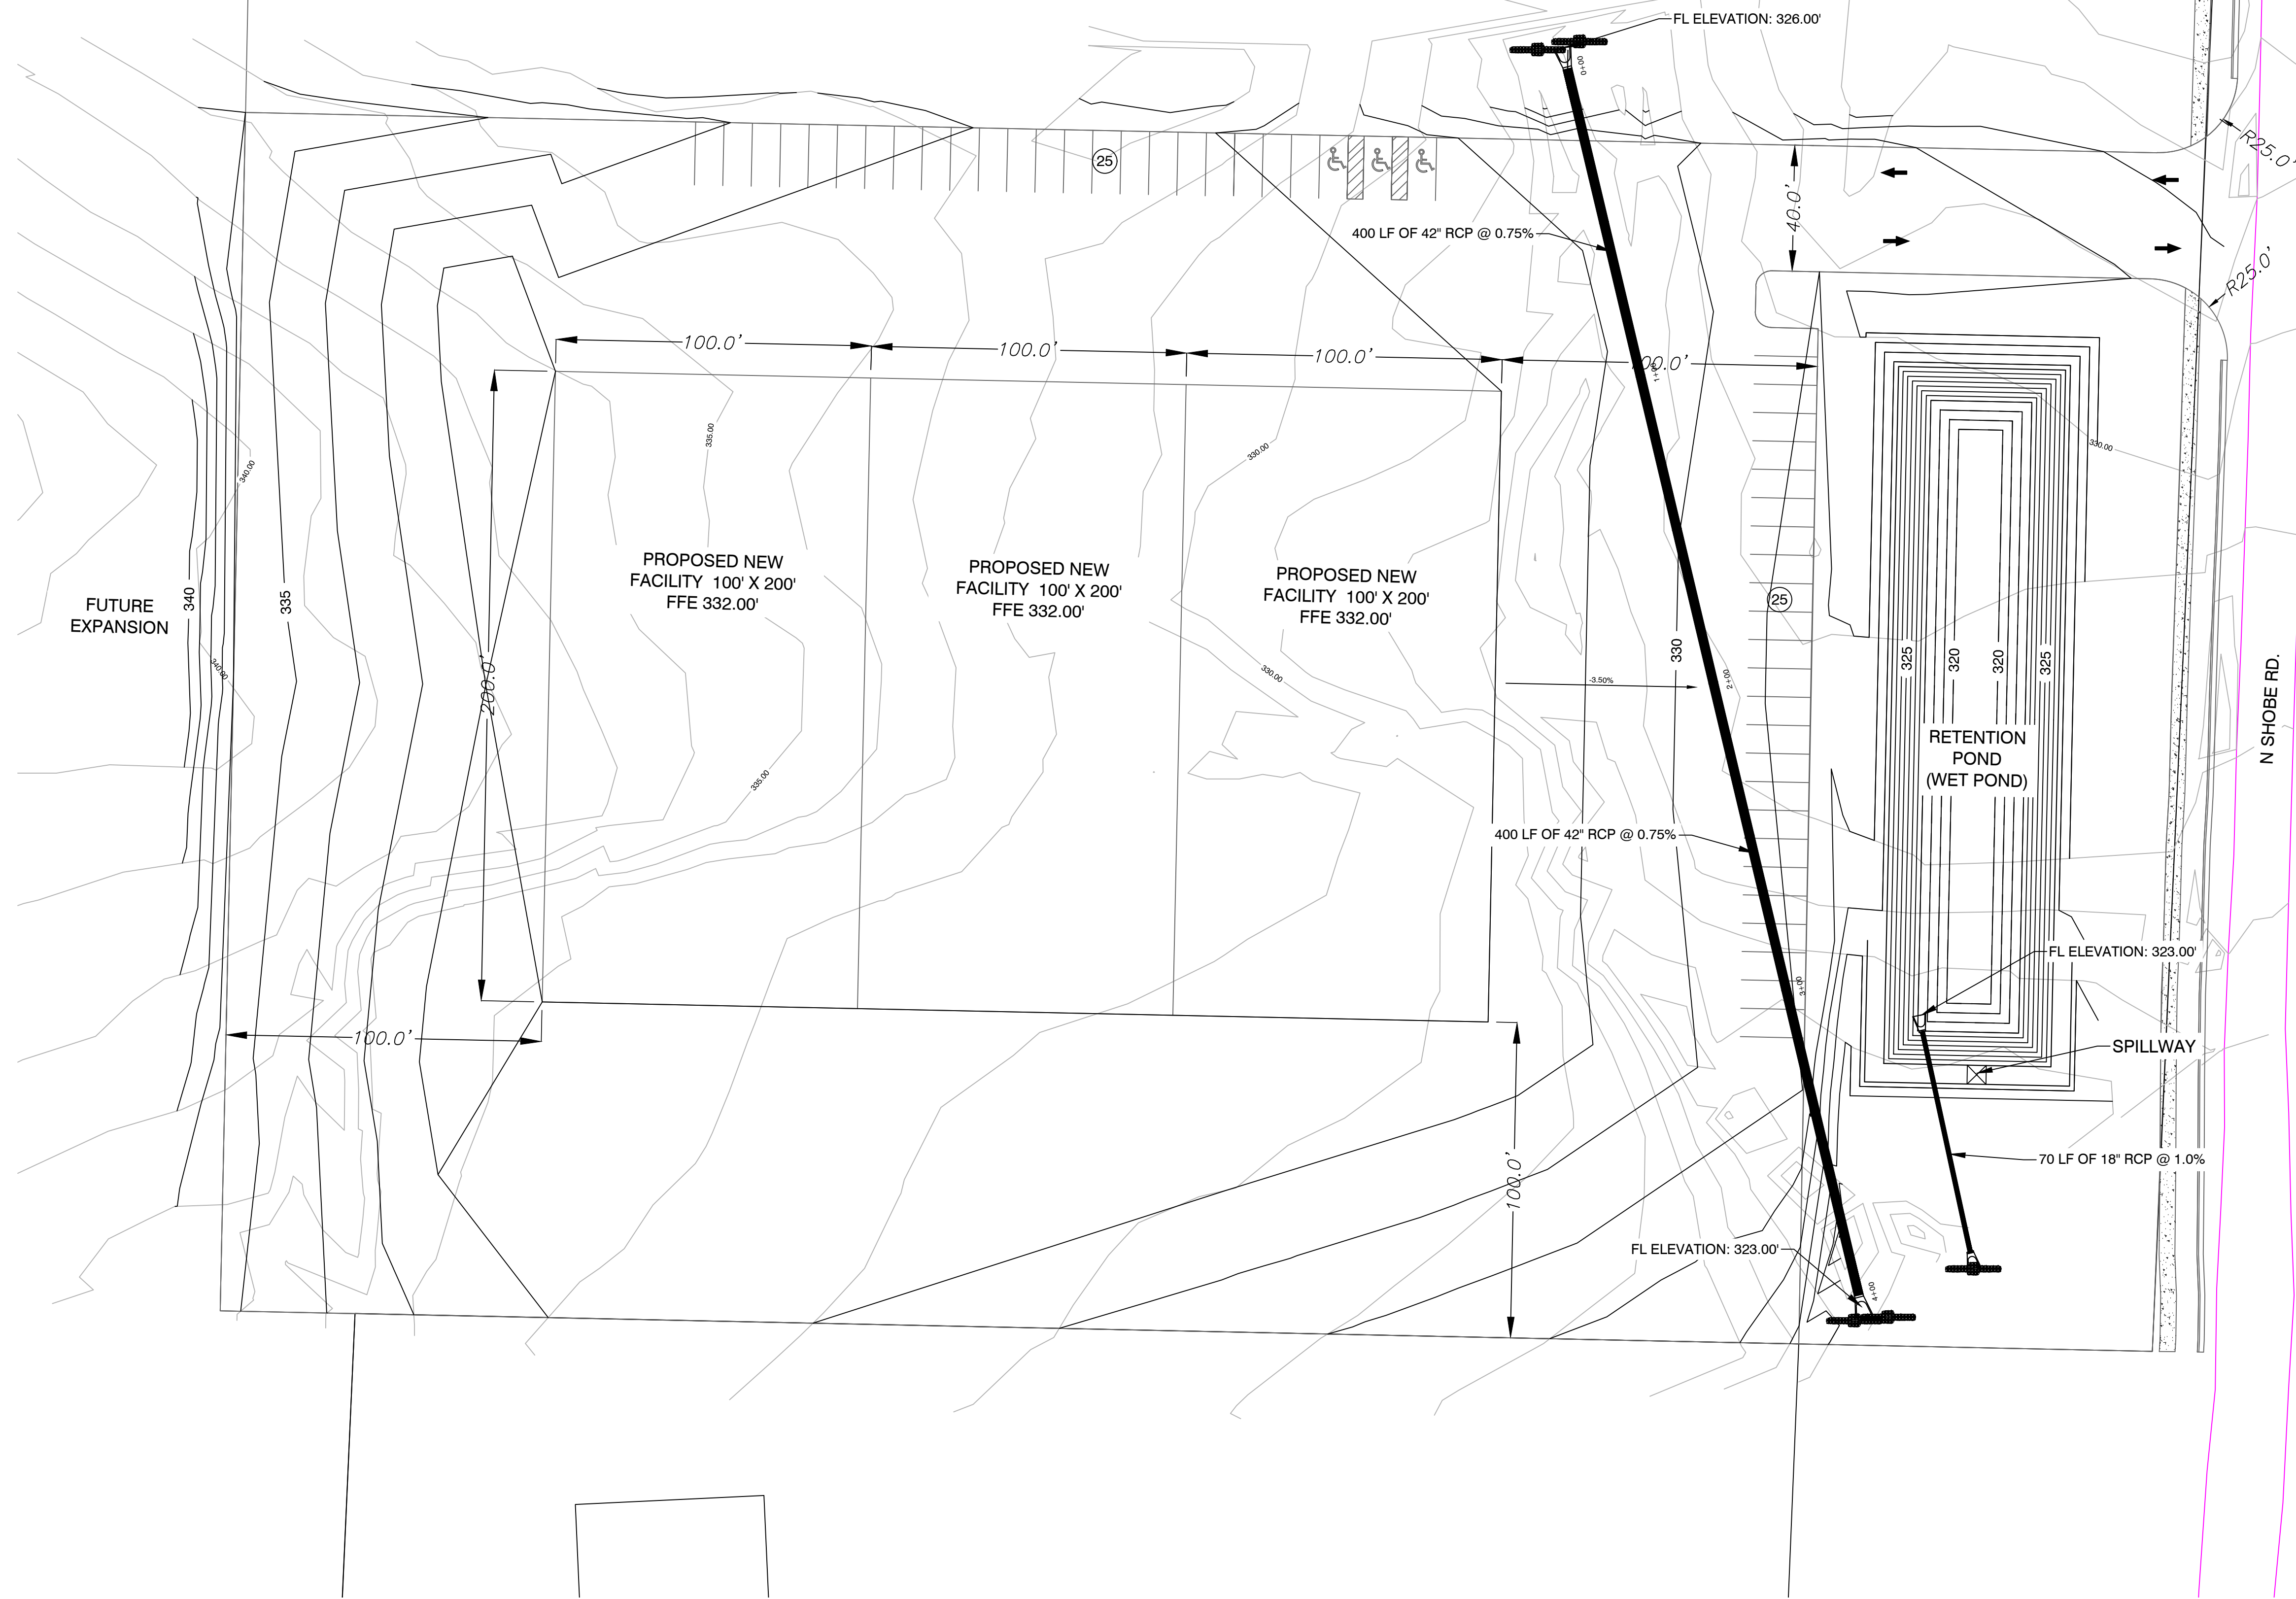 FL ELEVATION: 326.00'
0+00
R25.0'
25
40.0'
400 LF OF 42" RCP @ 0.75%
R25.0'
100.0'
100.0'
100.0'
100.0'
1+00
335.00
330.00
330.00
340.00
PROPOSED NEW
FACILITY 100' X 200'
FFE 332.00'
PROPOSED NEW
FACILITY 100' X 200'
FFE 332.00'
PROPOSED NEW
FACILITY 100' X 200'
FFE 332.00'
FUTURE
EXPANSION
340
335
25
330
325
320
320
325
340.00
200.0'
330.00
-3.50%
2+00
N SHOBE RD.
RETENTION
POND
(WET POND)
335.00
400 LF OF 42" RCP @ 0.75%
FL ELEVATION: 323.00'
3+00
100.0'
SPILLWAY
70 LF OF 18" RCP @ 1.0%
100.0'
FL ELEVATION: 323.00'
4+00